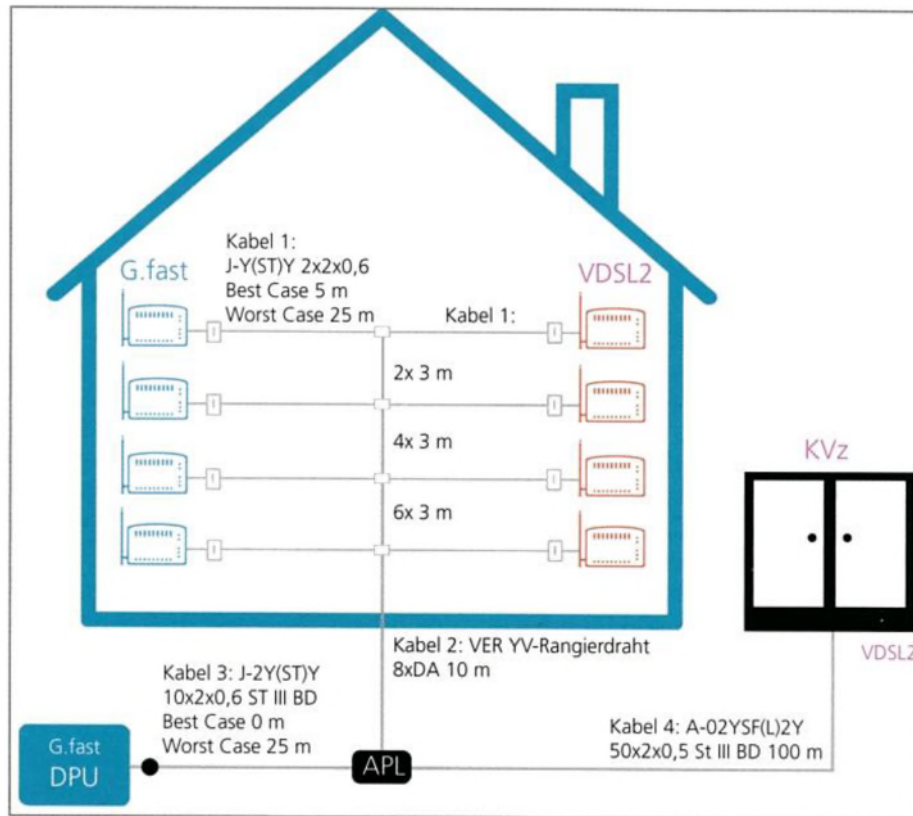 Kabel 1:
J-Y(ST)Y 2x2x0,6
Best Case 5 m
Worst Case 25 m
G.fast
VDSL2
Kabel 1:
2x 3 m
4x 3 m
6x 3 m
KVz
VDSL2
Kabel 2: VER YV-Rangierdraht
8xDA 10 m
Kabel 3: J-2Y(ST)Y
10x2x0,6 ST III BD
Best Case 0 m
Worst Case 25 m
Kabel 4: A-02YSF(L)2Y
50x2x0,5 St III BD 100 m
G.fast
DPU
APL